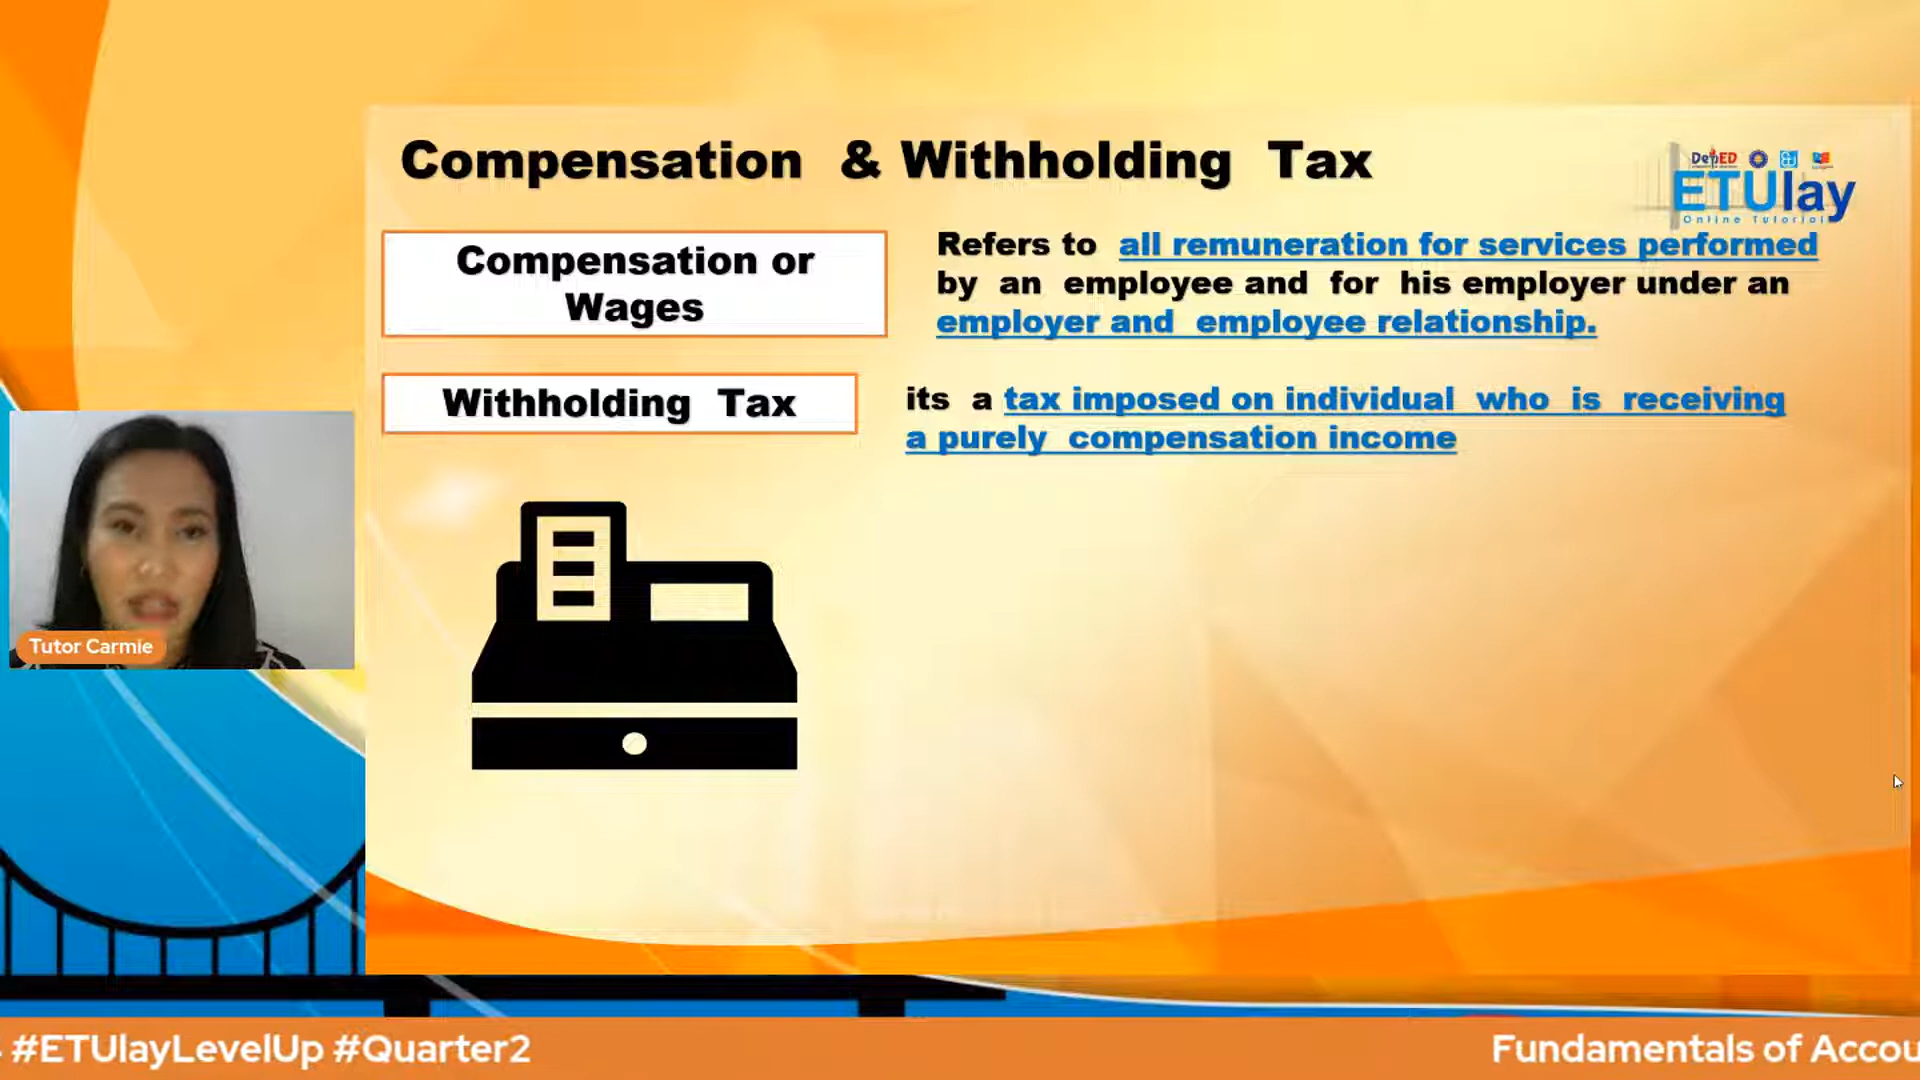 Compensation & Withholding Tax
DepED
ETUlay
Online Tutorial
Compensation or
Wages
Refers to all remuneration for services performed
by an employee and for his employer under an
employer and employee relationship.
Withholding Tax
its a tax imposed on individual who is receiving
a purely compensation income
Tutor Carmie
#ETUlayLevelUp #Quarter2
Fundamentals of Accou